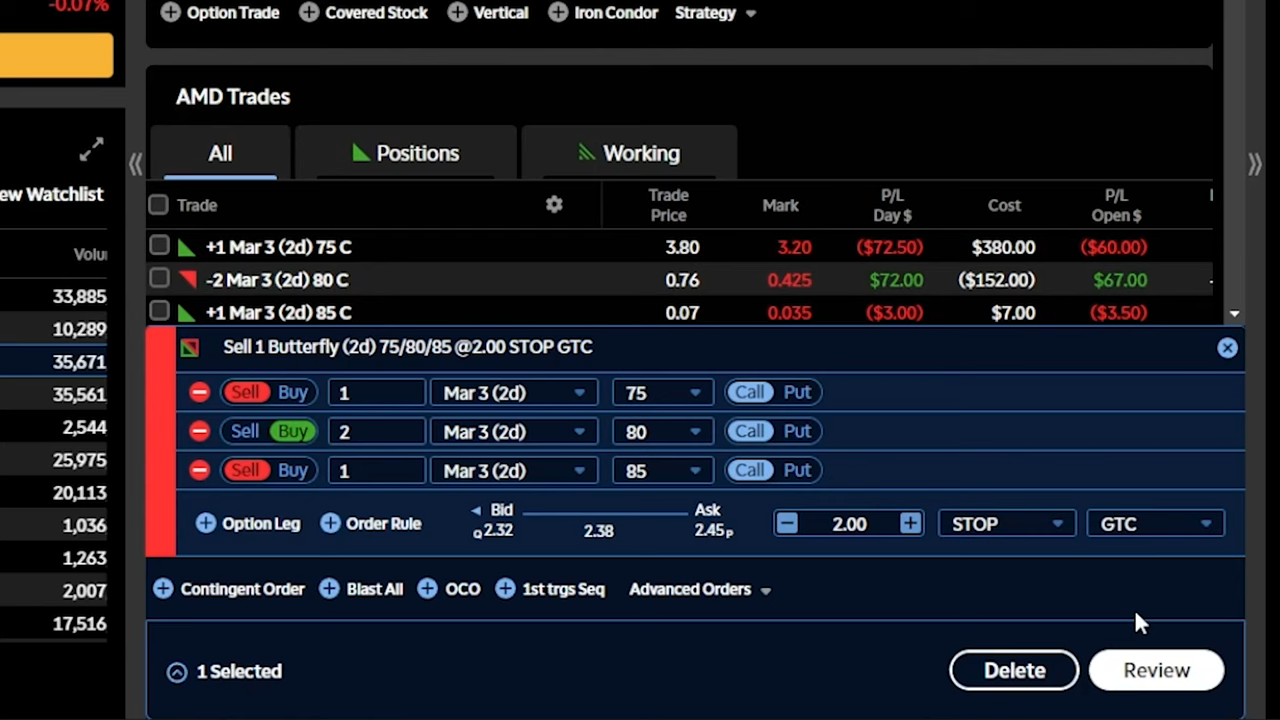 -0.07%
Option Trade Covered Stock Vertical Iron Condor Strategy
AMD Trades
All Positions Working
ew Watchlist
Trade Trade Price Mark P/L Day $ Cost P/L Open $
Volu
+1 Mar 3 (2d) 75 C 3.80 3.20 ($72.50) $380.00 ($60.00)
-2 Mar 3 (2d) 80 C 0.76 0.425 $72.00 ($152.00) $67.00
+1 Mar 3 (2d) 85 C 0.07 0.035 ($3.00) $7.00 ($3.50)
33,885
10,289
35,671
35,561
2,544
25,975
20,113
1,036
1,263
2,007
17,516
Sell 1 Butterfly (2d) 75/80/85 @2.00 STOP GTC
Sell Buy 1 Mar 3 (2d) 75 Call Put
Sell Buy 2 Mar 3 (2d) 80 Call Put
Sell Buy 1 Mar 3 (2d) 85 Call Put
Option Leg Order Rule Bid Q 2.32 2.38 Ask 2.45 P 2.00 STOP GTC
Contingent Order Blast All OCO 1st trgs Seq Advanced Orders
1 Selected Delete Review